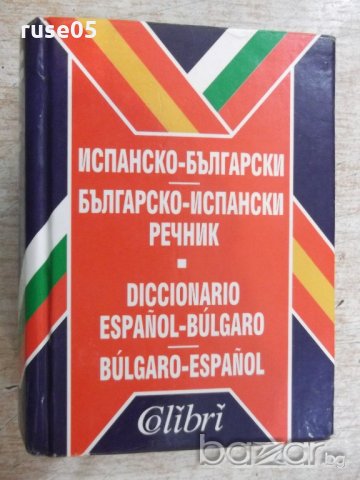 ruse05
ИСПАНСКО-БЪЛГАРСКИ
БЪЛГАРСКО-ИСПАНСКИ
РЕЧНИК
DICCIONARIO
ESPAÑOL-BÚLGARO
BÚLGARO-ESPAÑOL
Colibri
bazar.bg